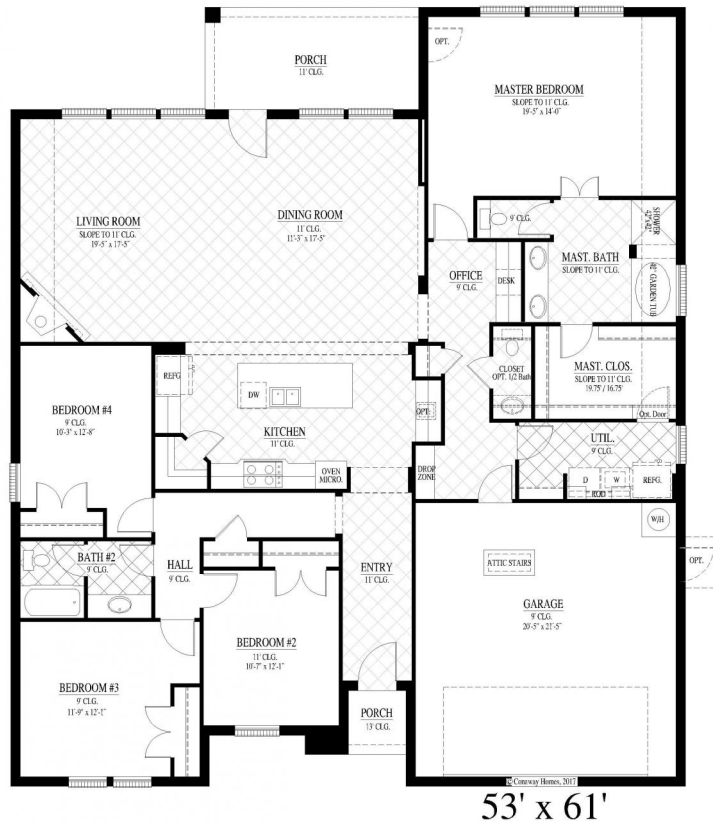 OPT.
PORCH
11' CLG.
MASTER BEDROOM
SLOPE TO 11' CLG.
19'-5" x 14'-0"
LIVING ROOM
SLOPE TO 11' CLG.
19'-5" x 17'-5"
DINING ROOM
11' CLG.
11'-3" x 17'-5"
9' CLG.
SHOWER
42"x42"
MAST. BATH
SLOPE TO 11' CLG.
OFFICE
9' CLG.
DESK
GARDEN TUB
REFG
DW
CLOSET
OPT. 1/2 Bath
MAST. CLOS.
SLOPE TO 11' CLG.
19.75' / 16.75'
Opt. Door
BEDROOM #4
9' CLG.
10'-3" x 12'-8"
OPT.
KITCHEN
11' CLG.
UTIL.
9' CLG.
OVEN
MICRO.
DROP
ZONE
D
W
REFG.
ROD
W/H
BATH #2
9' CLG.
HALL
9' CLG.
ENTRY
11' CLG.
ATTIC STAIRS
OPT.
GARAGE
9' CLG.
20'-5" x 21'-5"
BEDROOM #2
11' CLG.
10'-7" x 12'-1"
BEDROOM #3
9' CLG.
11'-9" x 12'-1"
PORCH
13' CLG.
© Conaway Homes, 2017
53' x 61'